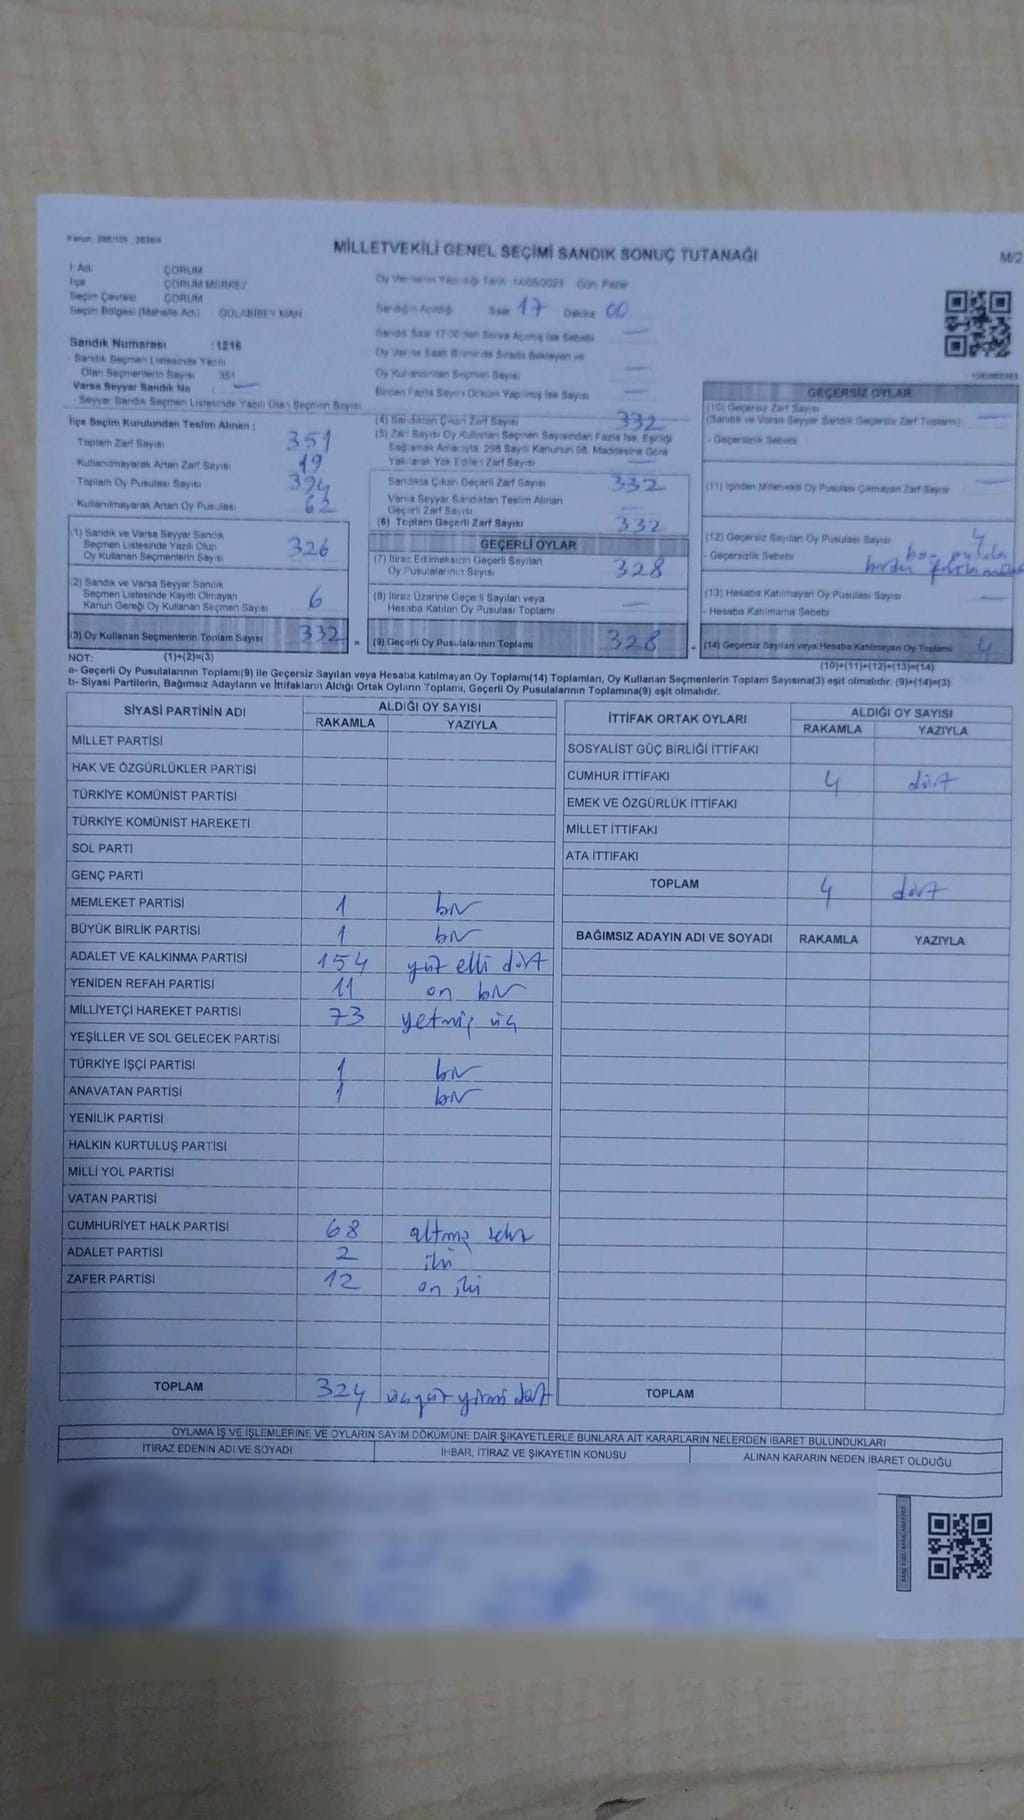 Kanun: 298/105 : 2839/4
MİLLETVEKİLİ GENEL SEÇİMİ SANDIK SONUÇ TUTANAĞI
M/2
İl Adı : ÇORUM
İlçe : ÇORUM MERKEZ
Seçim Çevresi : ÇORUM
Seçim Bölgesi (Mahalle Adı) : GÜLABİBEY MAH
Sandık Numarası :1216
- Sandık Seçmen Listesinde Yazılı
Olan Seçmenlerin Sayısı : 351
Varsa Seyyar Sandık No : —
- Seyyar Sandık Seçmen Listesinde Yazılı Olan Seçmen Sayısı
Oy Vermenin Yapıldığı Tarih: 14/05/2023 Gün: Pazar
Sandığın Açıldığı Saat 17 Dakika 00
Sandık Saat 17:00'den Sonra Açılmış İse Sebebi —
Oy Verme Saati Bitiminde Sırada Bekleyen ve
Oy Kullandırılan Seçmen Sayısı —
Birden Fazla Sayım Döküm Yapılmış İse Sayısı —
İlçe Seçim Kurulundan Teslim Alınan ;
Toplam Zarf Sayısı 351
Kullanılmayarak Artan Zarf Sayısı 19
- Toplam Oy Pusulası Sayısı 394
Kullanılmayarak Artan Oy Pusulası 62
(1) Sandık ve Varsa Seyyar Sandık
Seçmen Listesinde Yazılı Olup
Oy Kullanan Seçmenlerin Sayısı 326
(2) Sandık ve Varsa Seyyar Sandık
Seçmen Listesinde Kayıtlı Olmayan
Kanun Gereği Oy Kullanan Seçmen Sayısı 6
(3) Oy Kullanan Seçmenlerin Toplam Sayısı 332 =
(4) Sandıktan Çıkan Zarf Sayısı 332
(5) Zarf Sayısı Oy Kullanan Seçmen Sayısından Fazla İse, Eşitliği
Sağlamak Amacıyla, 298 Sayılı Kanunun 98. Maddesine Göre
Yakılarak Yok Edilen Zarf Sayısı —
Sandıkta Çıkan Geçerli Zarf Sayısı 332
Varsa Seyyar Sandıktan Teslim Alınan
Geçerli Zarf Sayısı —
(6) Toplam Geçerli Zarf Sayısı 332
GEÇERLİ OYLAR
(7) İtiraz Edilmeksizin Geçerli Sayılan
Oy Pusulalarının Sayısı 328
(8) İtiraz Üzerine Geçerli Sayılan veya
Hesaba Katılan Oy Pusulası Toplamı —
(9) Geçerli Oy Pusulalarının Toplamı 328 +
GEÇERSİZ OYLAR
(10) Geçersiz Zarf Sayısı
(Sandık ve Varsa Seyyar Sandık Geçersiz Zarf Toplamı) —
- Geçersizlik Sebebi
(11) İçinden Milletvekili Oy Pusulası Çıkmayan Zarf Sayısı —
(12) Geçersiz Sayılan Oy Pusulası Sayısı 4
- Geçersizlik Sebebi
(13) Hesaba Katılmayan Oy Pusulası Sayısı —
- Hesaba Katılmama Sebebi
(14) Geçersiz Sayılan veya Hesaba Katılmayan Oy Toplamı 4
NOT: (1)+(2)=(3) (10)+(11)+(12)+(13)=(14)
a- Geçerli Oy Pusulalarının Toplamı(9) ile Geçersiz Sayılan veya Hesaba katılmayan Oy Toplamı(14) Toplamları, Oy Kullanan Seçmenlerin Toplam Sayısına(3) eşit olmalıdır. (9)+(14)=(3)
b- Siyasi Partilerin, Bağımsız Adayların ve İttifakların Aldığı Ortak Oyların Toplamı, Geçerli Oy Pusulalarının Toplamına(9) eşit olmalıdır.
SİYASİ PARTİNİN ADI ALDIĞI OY SAYISI
RAKAMLA YAZIYLA
MİLLET PARTİSİ
HAK VE ÖZGÜRLÜKLER PARTİSİ
TÜRKİYE KOMÜNİST PARTİSİ
TÜRKİYE KOMÜNİST HAREKETİ
SOL PARTİ
GENÇ PARTİ
MEMLEKET PARTİSİ 1 bir
BÜYÜK BİRLİK PARTİSİ 1 bir
ADALET VE KALKINMA PARTİSİ 154 yüz elli dört
YENİDEN REFAH PARTİSİ 11 on bir
MİLLİYETÇİ HAREKET PARTİSİ 73 yetmiş üç
YEŞİLLER VE SOL GELECEK PARTİSİ
TÜRKİYE İŞÇİ PARTİSİ 1 bir
ANAVATAN PARTİSİ 1 bir
YENİLİK PARTİSİ
HALKIN KURTULUŞ PARTİSİ
MİLLİ YOL PARTİSİ
VATAN PARTİSİ
CUMHURİYET HALK PARTİSİ 68 altmış sekiz
ADALET PARTİSİ 2 iki
ZAFER PARTİSİ 12 on iki
TOPLAM 324 üçyüz yirmi dört
İTTİFAK ORTAK OYLARI ALDIĞI OY SAYISI
RAKAMLA YAZIYLA
SOSYALİST GÜÇ BİRLİĞİ İTTİFAKI
CUMHUR İTTİFAKI 4 dört
EMEK VE ÖZGÜRLÜK İTTİFAKI
MİLLET İTTİFAKI
ATA İTTİFAKI
TOPLAM 4 dört
BAĞIMSIZ ADAYIN ADI VE SOYADI RAKAMLA YAZIYLA
TOPLAM
OYLAMA İŞ VE İŞLEMLERİNE VE OYLARIN SAYIM DÖKÜMÜNE DAİR ŞİKAYETLERLE BUNLARA AİT KARARLARIN NELERDEN İBARET BULUNDUKLARI
İTİRAZ EDENİN ADI VE SOYADI İHBAR, İTİRAZ VE ŞİKAYETİN KONUSU ALINAN KARARIN NEDEN İBARET OLDUĞU